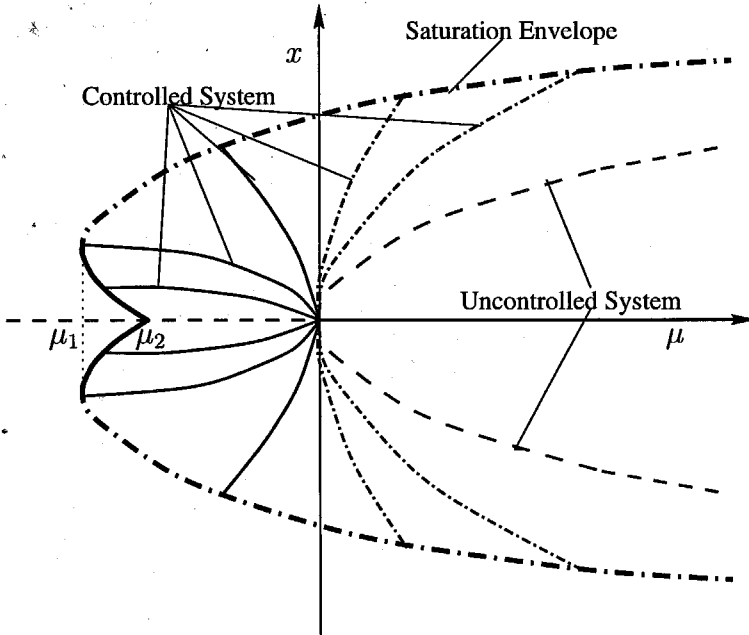 Saturation Envelope
x
Controlled System
Uncontrolled System
μ₁
μ₂
μ